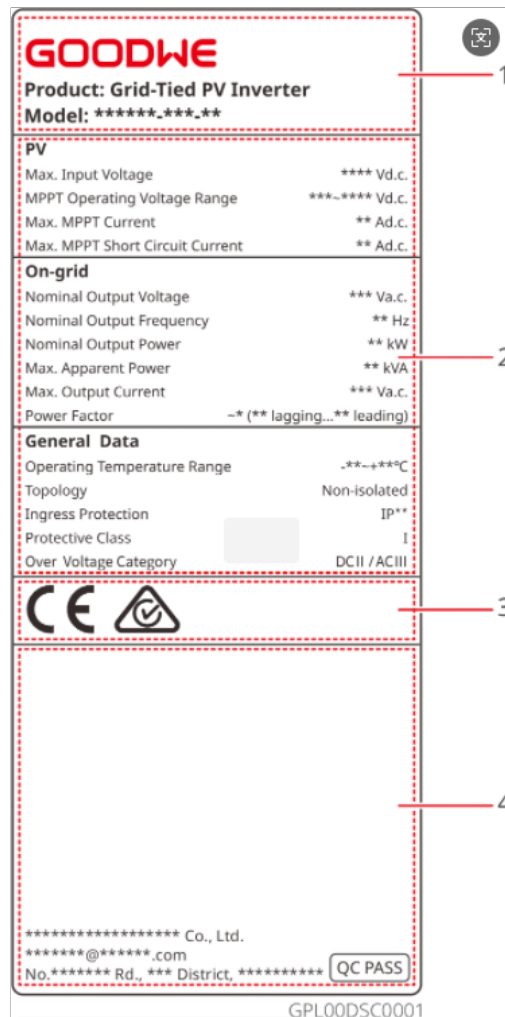 GOODWE
Product: Grid-Tied PV Inverter
Model: ******-***-**
1
PV
Max. Input Voltage **** Vd.c.
MPPT Operating Voltage Range ***~**** Vd.c.
Max. MPPT Current ** Ad.c.
Max. MPPT Short Circuit Current ** Ad.c.
On-grid
Nominal Output Voltage *** Va.c.
Nominal Output Frequency ** Hz
Nominal Output Power ** kW
2
Max. Apparent Power ** kVA
Max. Output Current *** Va.c.
Power Factor ~* (** lagging...** leading)
General Data
Operating Temperature Range -**~+**°C
Topology Non-isolated
Ingress Protection IP**
Protective Class I
Over Voltage Category DCII /ACIII
CE
3
4
****************** Co., Ltd.
*******@******.com
No.******* Rd., *** District, **********
QC PASS
GPL00DSC0001